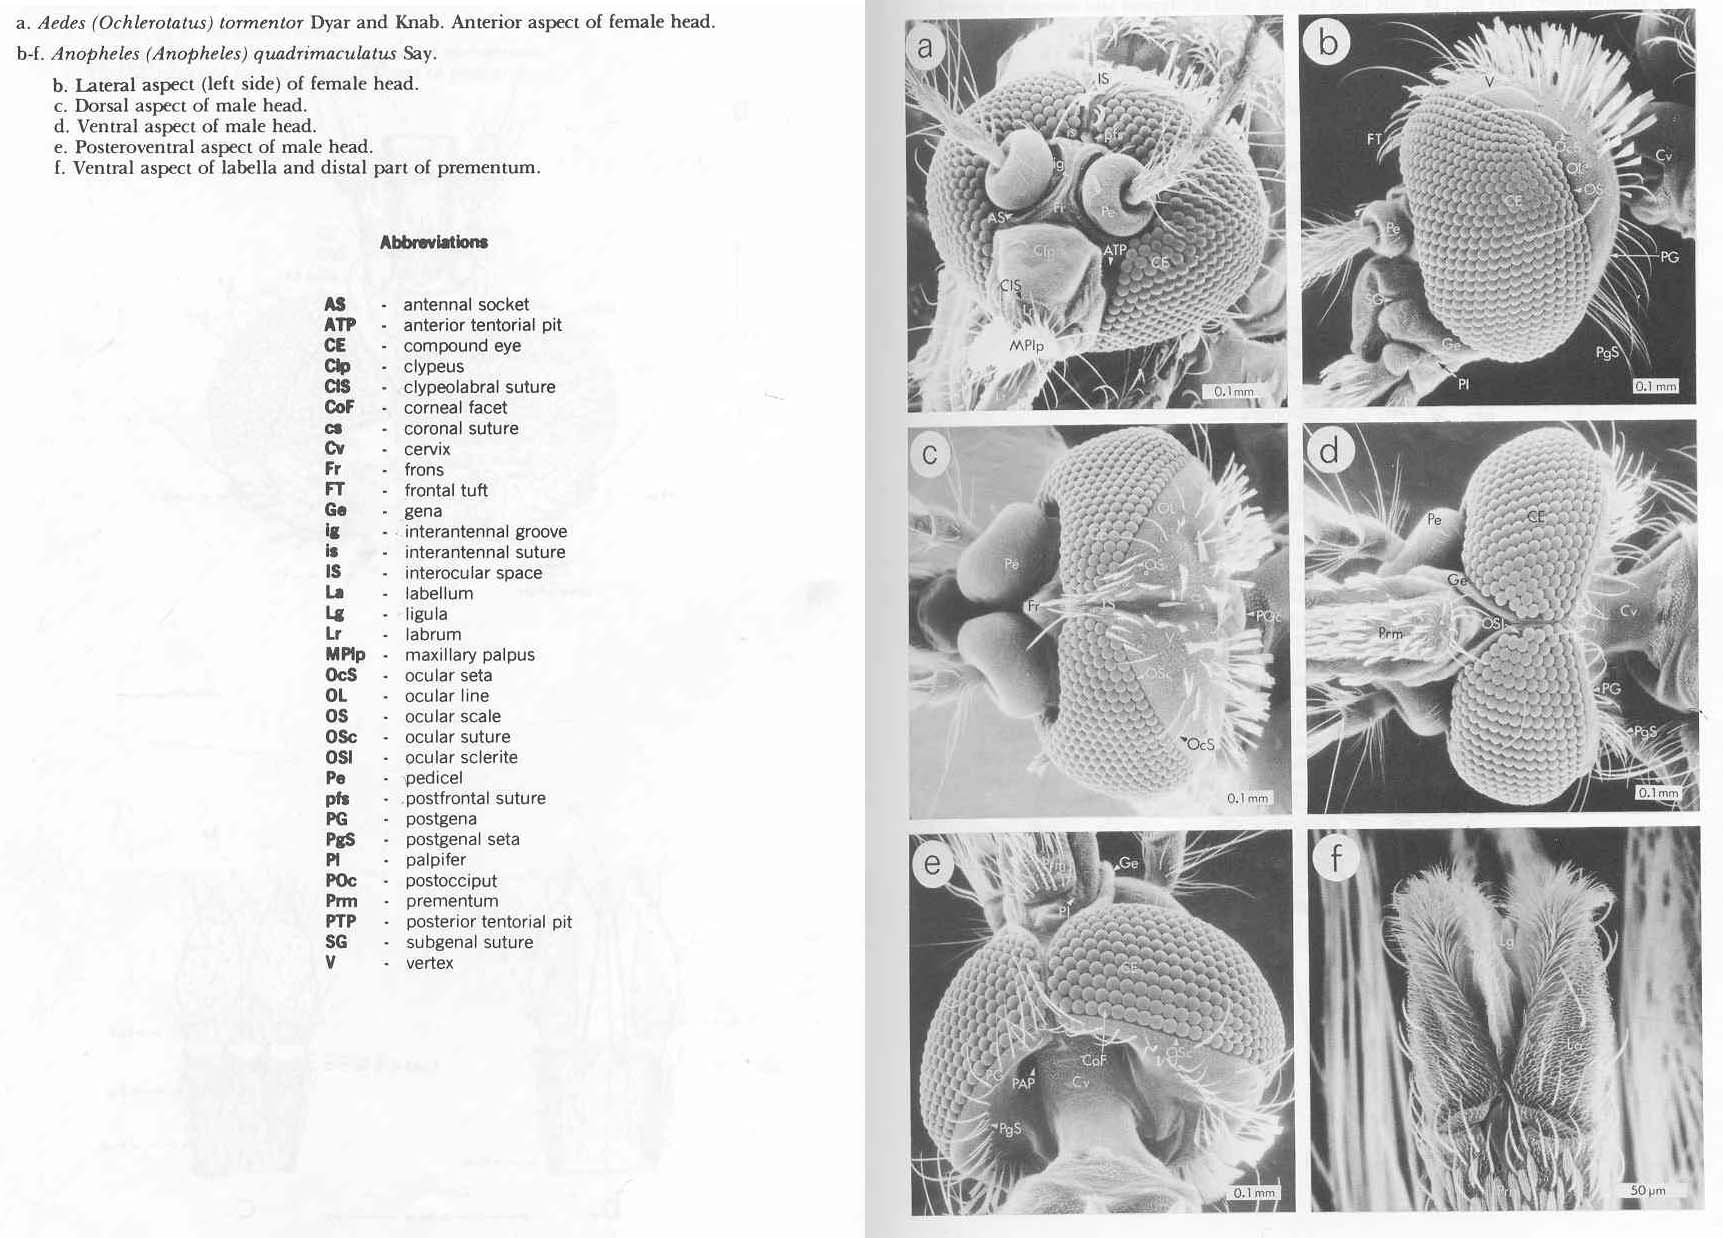 a. Aedes (Ochlerotatus) tormentor Dyar and Knab. Anterior aspect of female head.
b-f. Anopheles (Anopheles) quadrimaculatus Say.
b. Lateral aspect (left side) of female head.
c. Dorsal aspect of male head.
d. Ventral aspect of male head.
e. Posteroventral aspect of male head.
f. Ventral aspect of labella and distal part of prementum.
Abbreviations
AS - antennal socket
ATP - anterior tentorial pit
CE - compound eye
Clp - clypeus
ClS - clypeolabral suture
CoF - corneal facet
cs - coronal suture
Cv - cervix
Fr - frons
FT - frontal tuft
Ge - gena
ig - interantennal groove
is - interantennal suture
IS - interocular space
La - labellum
Lg - ligula
Lr - labrum
MPlp - maxillary palpus
OcS - ocular seta
OL - ocular line
OS - ocular scale
OSc - ocular suture
OSl - ocular sclerite
Pe - pedicel
pfs - postfrontal suture
PG - postgena
PgS - postgenal seta
Pl - palpifer
POc - postocciput
Prm - prementum
PTP - posterior tentorial pit
SG - subgenal suture
V - vertex
a
IS
is
pfs
ig
AS
Fr
Pe
Clp
ATP
CE
ClS
Lr
MPlp
0.1mm
b
V
FT
OcS
OL
OS
Cv
CE
Pe
PG
SG
Ge
PgS
Pl
0.1mm
c
OL
Pe
OS
Fr
IS
POc
V
OSc
OcS
0.1mm
d
Pe
CE
Ge
OSl
Cv
Prm
PG
PgS
0.1mm
e
Prm
Ge
Pl
CE
CoF
OSc
PG
PAP
Cv
PgS
0.1mm
f
Lg
La
Prm
50 µm